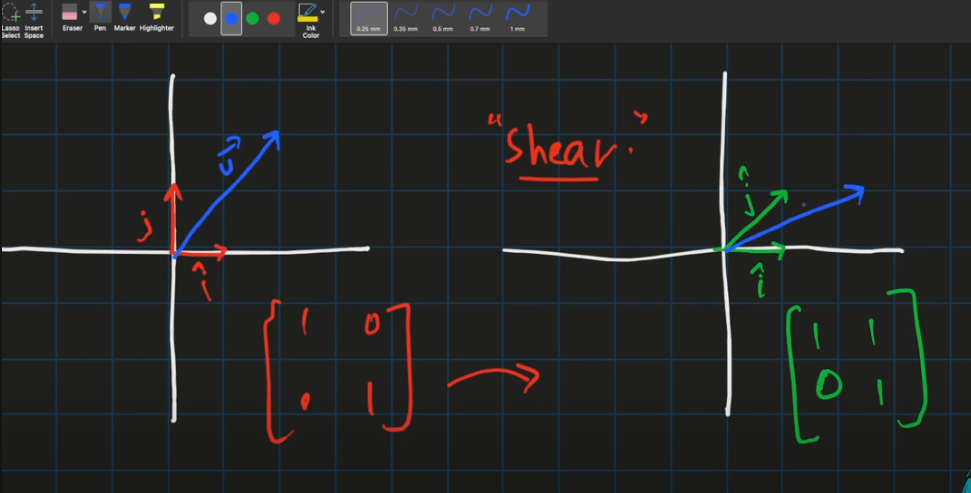 Lasso Select
Insert Space
Eraser
Pen
Marker
Highlighter
Ink Color
0.25 mm
0.35 mm
0.5 mm
0.7 mm
1 mm
v
"shear."
j
î
ĵ
î
1 0
0 1
1 1
0 1